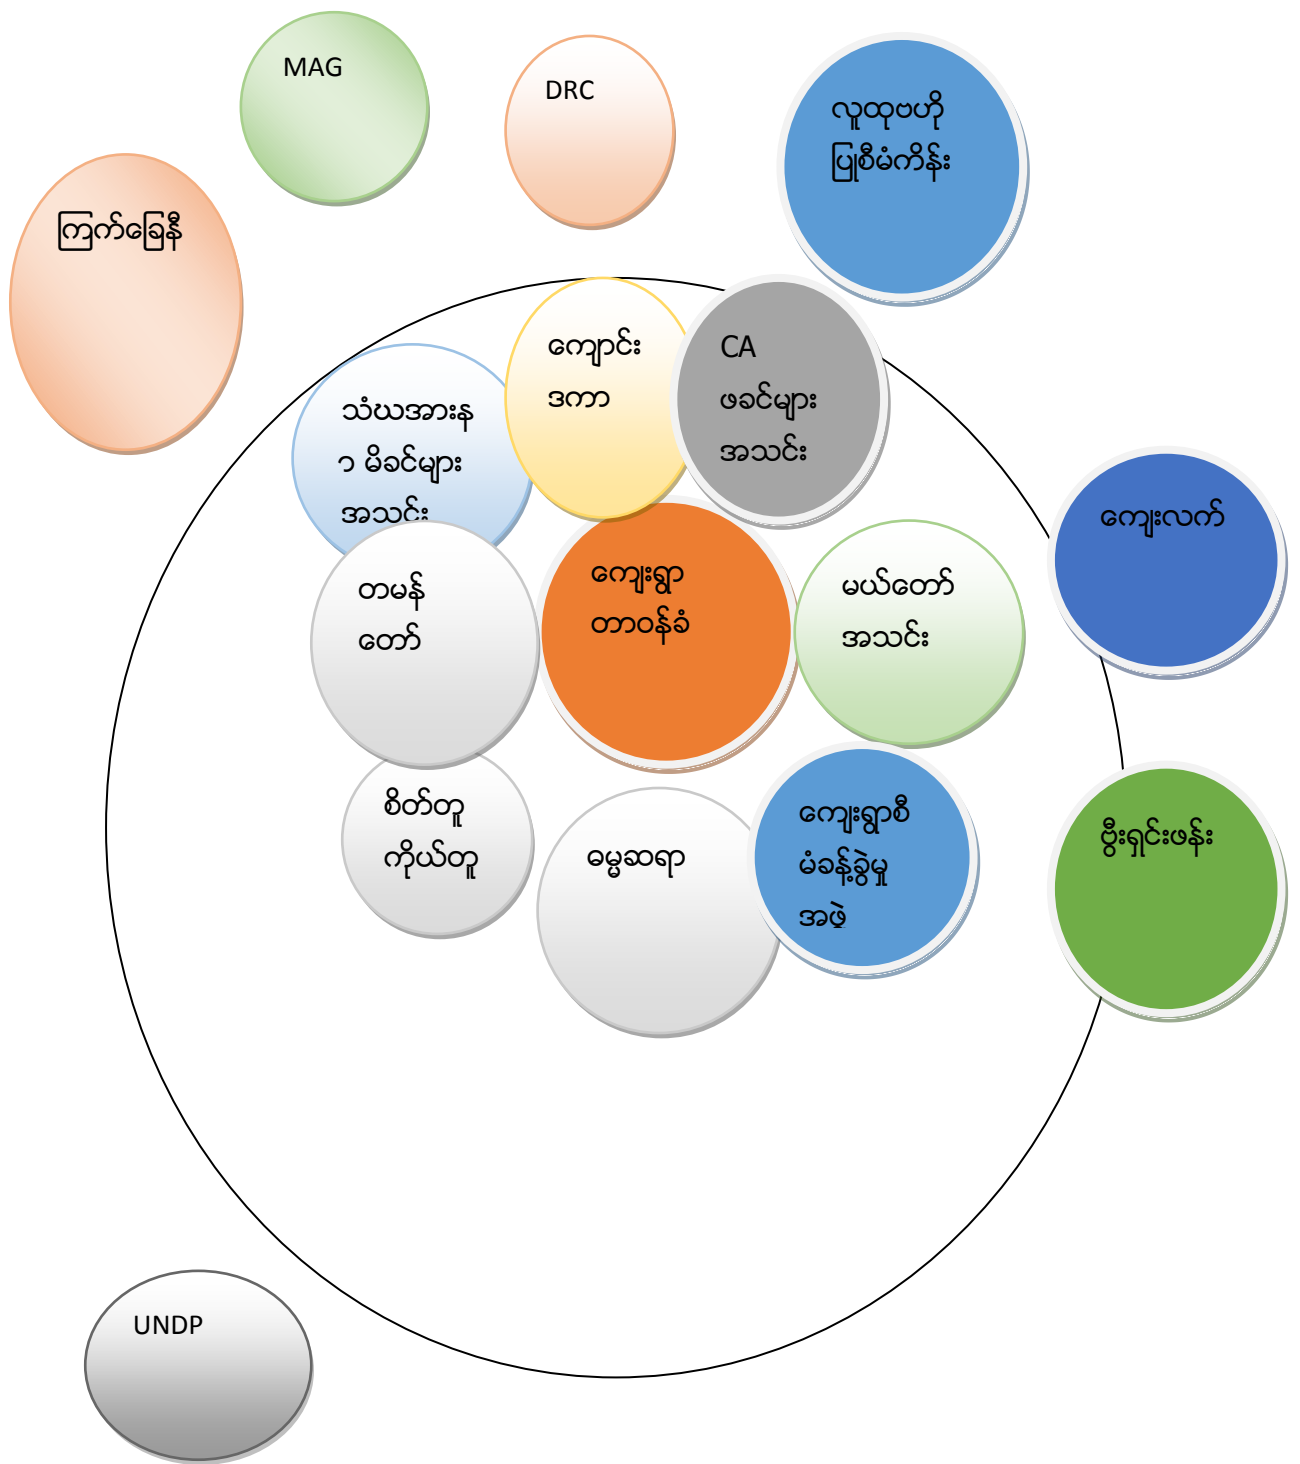 MAG
DRC
လူထုဗဟို
ပြုစီမံကိန်း
ကြက်ခြေနီ
ကျောင်း
ဒကာ
CA
ဖခင်များ
အသင်း
သံဃအားန
ာ မိခင်များ
အသင်း
ကျေးလက်
တမန်
တော်
ကျေးရွာ
တာဝန်ခံ
မယ်တော်
အသင်း
စိတ်တူ
ကိုယ်တူ
ဓမ္မဆရာ
ကျေးရွာစီ
မံခန့်ခွဲမှု
အဖွဲ
ဗွီးရှင်းဖန်း
UNDP